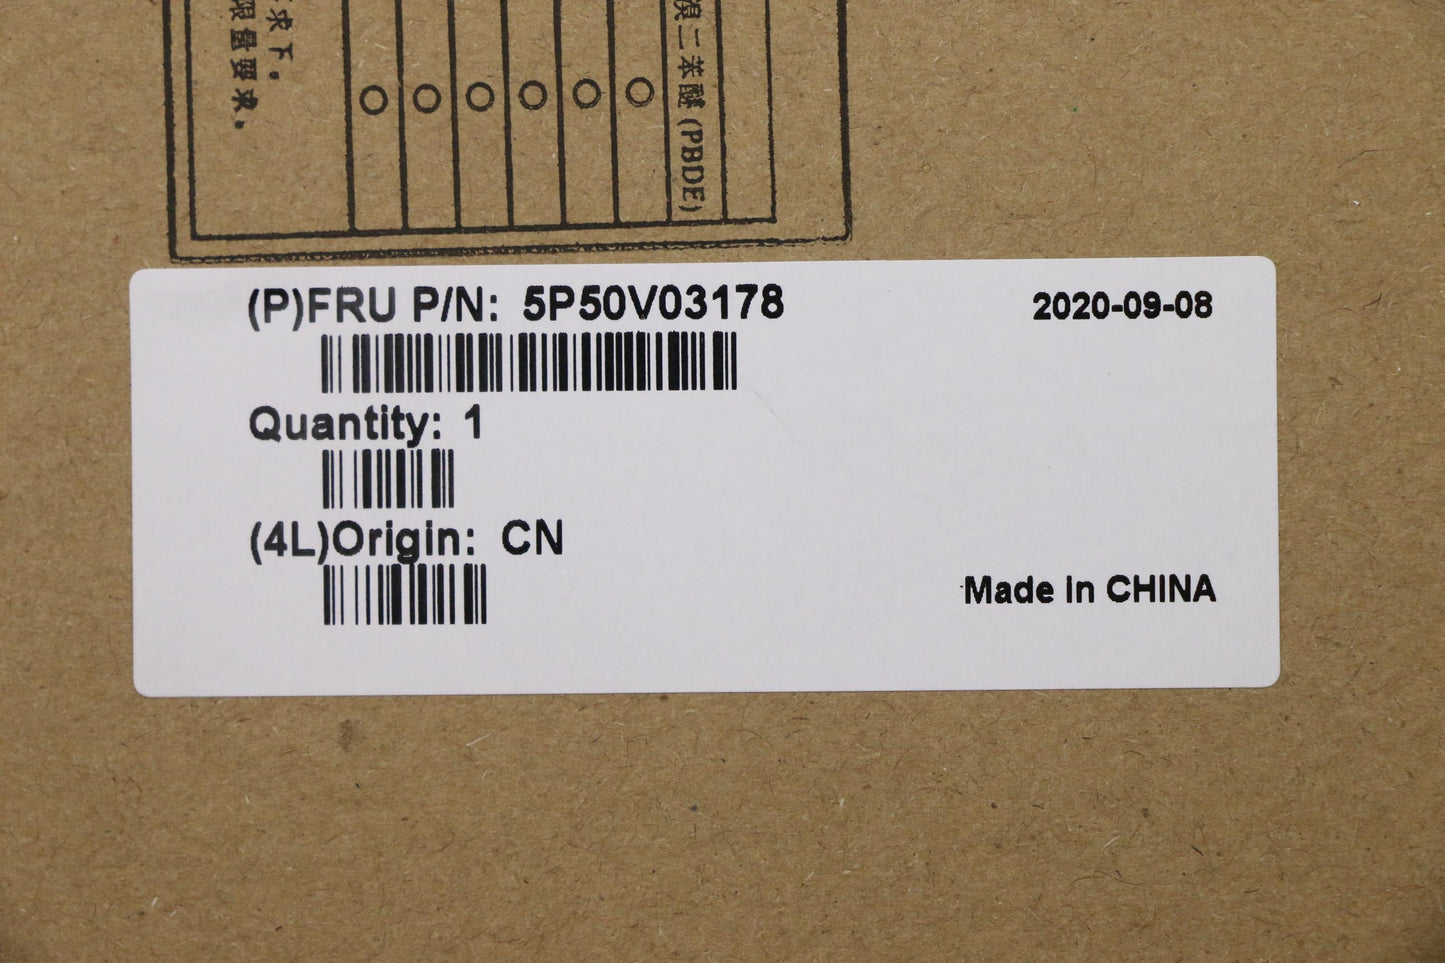 求下。
限量要求。
○ ○ ○ ○ ○ ○
溴二苯醚 (PBDE)
(P)FRU P/N: 5P50V03178
2020-09-08
Quantity: 1
(4L)Origin: CN
Made in CHINA